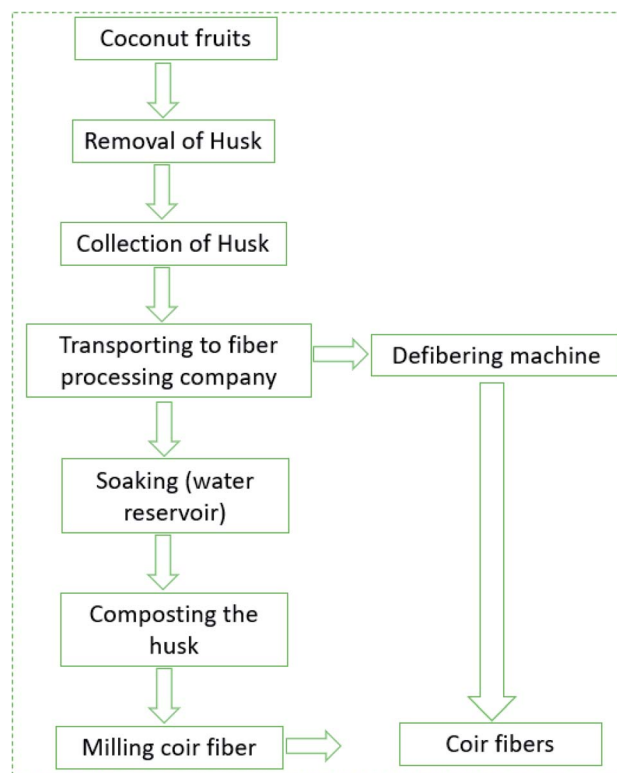 Coconut fruits
Removal of Husk
Collection of Husk
Transporting to fiber
processing company
Defibering machine
Soaking (water
reservoir)
Composting the
husk
Milling coir fiber
Coir fibers